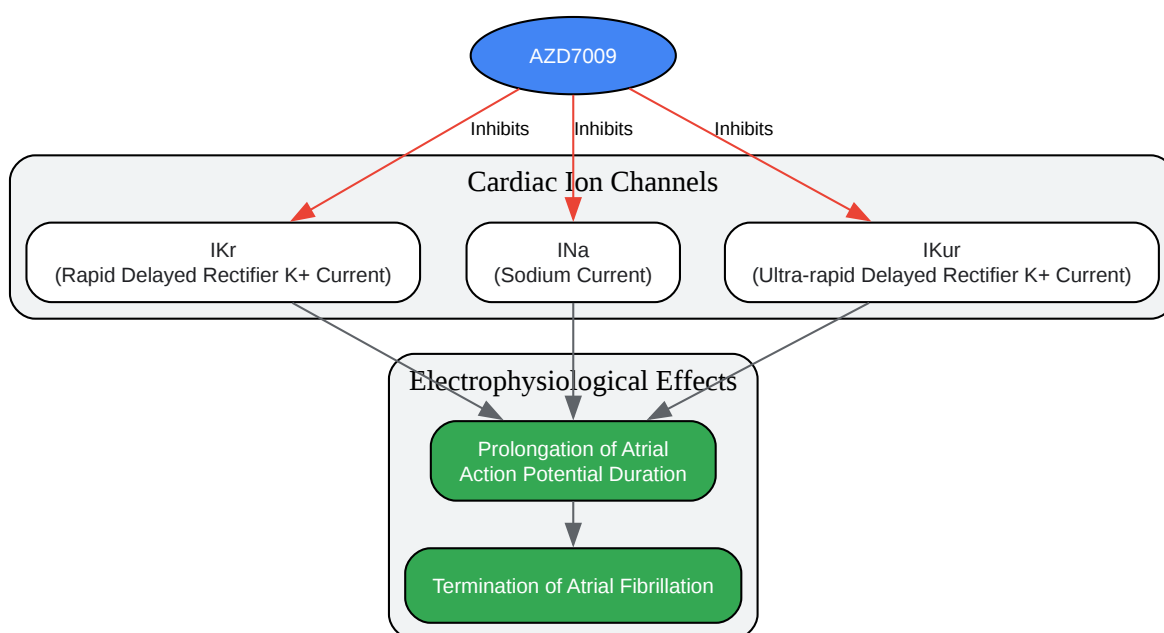 AZD7009
Inhibits
Inhibits
Inhibits
Cardiac Ion Channels
IKr
(Rapid Delayed Rectifier K+ Current)
INa
(Sodium Current)
IKur
(Ultra-rapid Delayed Rectifier K+ Current)
Electrophysiological Effects
Prolongation of Atrial
Action Potential Duration
Termination of Atrial Fibrillation